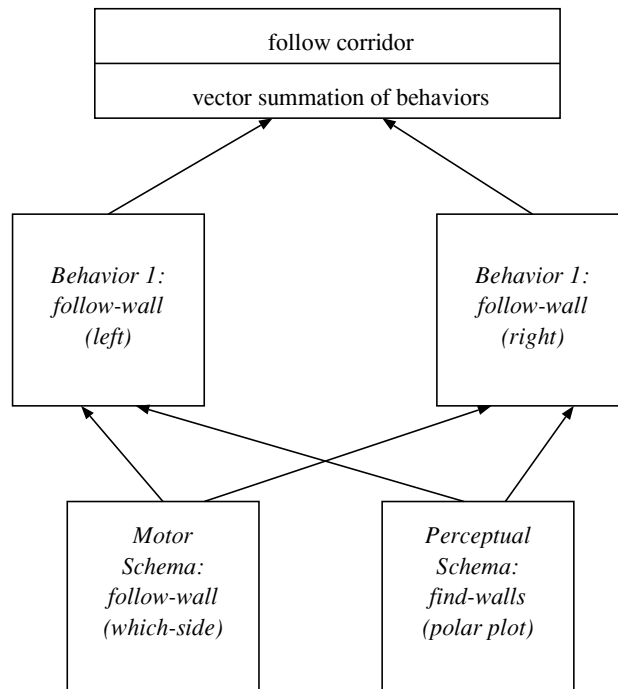 follow corridor
vector summation of behaviors
Behavior 1:
follow-wall
(left)
Behavior 1:
follow-wall
(right)
Motor
Schema:
follow-wall
(which-side)
Perceptual
Schema:
find-walls
(polar plot)